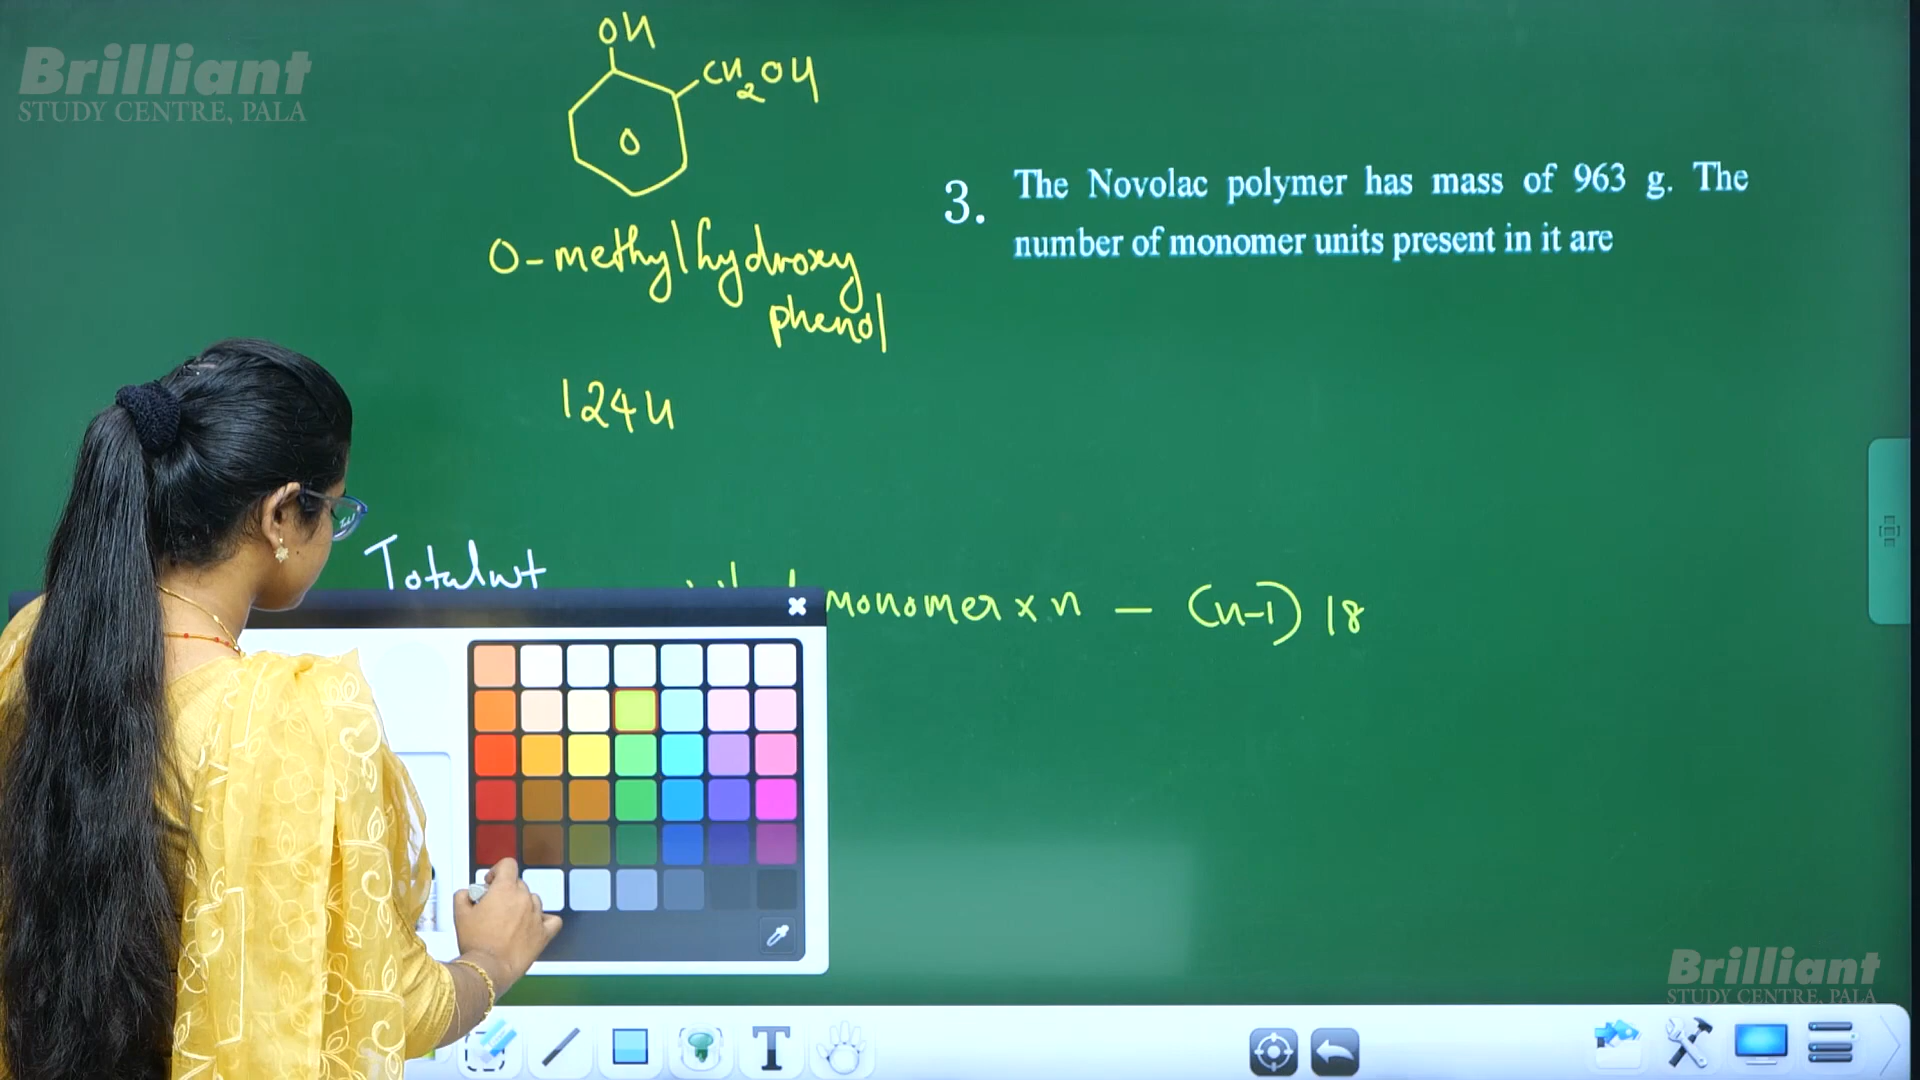 Brilliant
STUDY CENTRE, PALA
OH
CH2OH
O-methylhydroxy
phenol
3. The Novolac polymer has mass of 963 g. The
number of monomer units present in it are
124u
Total wt
monomer x n - (n-1) 18
T
Brilliant
STUDY CENTRE, PALA